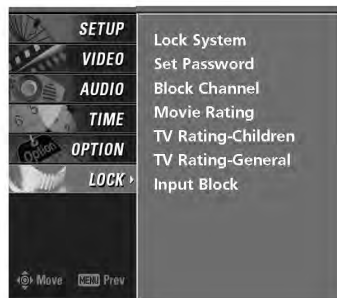 SETUP
VIDEO
AUDIO
TIME
OPTION
Option
LOCK
Move MENU Prev
Lock System
Set Password
Block Channel
Movie Rating
TV Rating-Children
TV Rating-General
Input Block